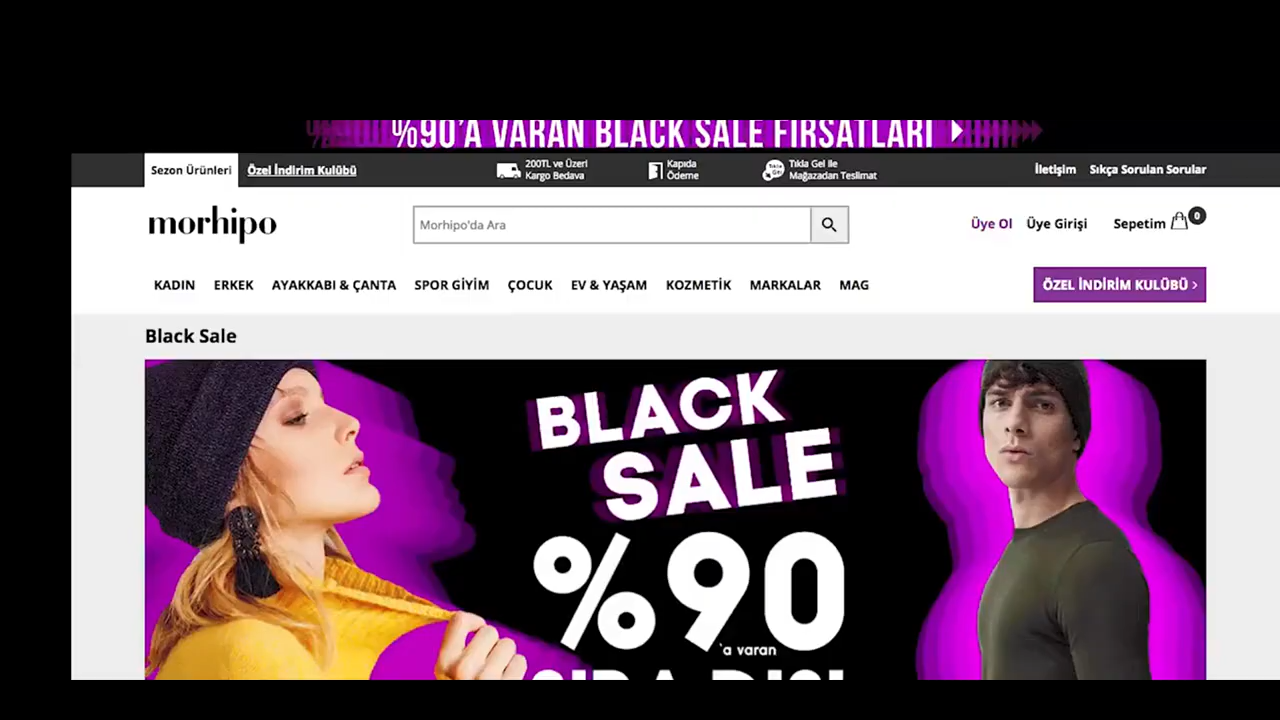 %90'A VARAN BLACK SALE FIRSATLARI
Sezon Ürünleri
Özel İndirim Kulübü
200TL ve Üzeri
Kargo Bedava
Kapıda
Ödeme
Tıkla Gel ile
Mağazadan Teslimat
İletişim
Sıkça Sorulan Sorular
morhipo
Morhipo'da Ara
Üye Ol
Üye Girişi
Sepetim
0
KADIN
ERKEK
AYAKKABI & ÇANTA
SPOR GİYİM
ÇOCUK
EV & YAŞAM
KOZMETİK
MARKALAR
MAG
ÖZEL İNDİRİM KULÜBÜ ›
Black Sale
BLACK
SALE
%90
'a varan